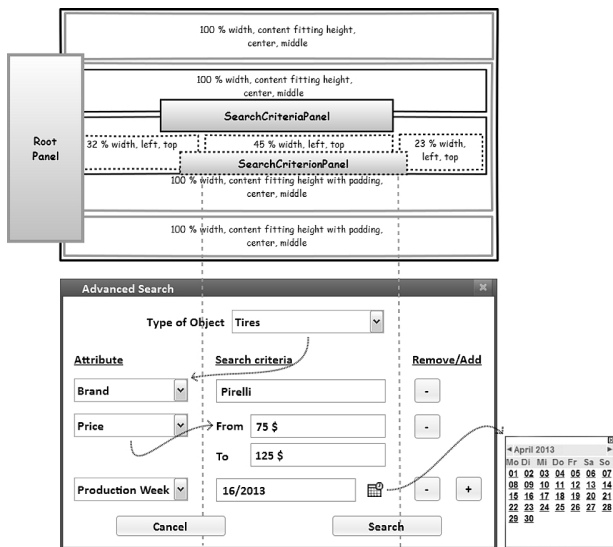 100 % width, content fitting height,
center, middle
100 % width, content fitting height,
center, middle
SearchCriteriaPanel
Root
Panel
32 % width, left, top
45 % width, left, top
23 % width,
left, top
SearchCriterionPanel
100 % width, content fitting height with padding,
center, middle
100 % width, content fitting height with padding,
center, middle
Advanced Search
Type of Object
Tires
Attribute
Search criteria
Remove/Add
Brand
Pirelli
-
Price
From
75 $
-
To
125 $
Production Week
16/2013
-
+
Cancel
Search
April 2013
Mo Di Mi Do Fr Sa So
01 02 03 04 05 06 07
08 09 10 11 12 13 14
15 16 17 18 19 20 21
22 23 24 25 26 27 28
29 30